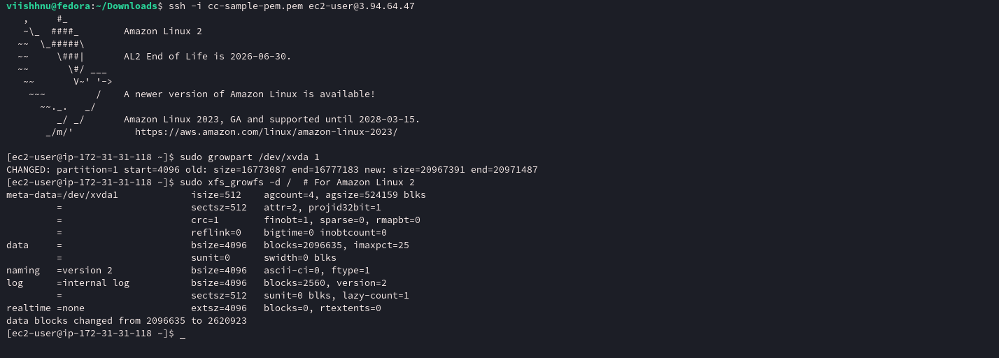 viishhnu@fedora:~/Downloads$ ssh -i cc-sample-pem.pem ec2-user@3.94.64.47
   ,     #_
   ~\_  ####_        Amazon Linux 2
  ~~  \_#####\
  ~~     \###|       AL2 End of Life is 2026-06-30.
  ~~       \#/ ___
   ~~       V~' '->
    ~~~         /    A newer version of Amazon Linux is available!
      ~~._.   _/
         _/ _/       Amazon Linux 2023, GA and supported until 2028-03-15.
       _/m/'           https://aws.amazon.com/linux/amazon-linux-2023/

[ec2-user@ip-172-31-31-118 ~]$ sudo growpart /dev/xvda 1
CHANGED: partition=1 start=4096 old: size=16773087 end=16777183 new: size=20967391 end=20971487
[ec2-user@ip-172-31-31-118 ~]$ sudo xfs_growfs -d /  # For Amazon Linux 2
meta-data=/dev/xvda1             isize=512    agcount=4, agsize=524159 blks
         =                       sectsz=512   attr=2, projid32bit=1
         =                       crc=1        finobt=1, sparse=0, rmapbt=0
         =                       reflink=0    bigtime=0 inobtcount=0
data     =                       bsize=4096   blocks=2096635, imaxpct=25
         =                       sunit=0      swidth=0 blks
naming   =version 2              bsize=4096   ascii-ci=0, ftype=1
log      =internal log           bsize=4096   blocks=2560, version=2
         =                       sectsz=512   sunit=0 blks, lazy-count=1
realtime =none                   extsz=4096   blocks=0, rtextents=0
data blocks changed from 2096635 to 2620923
[ec2-user@ip-172-31-31-118 ~]$ _